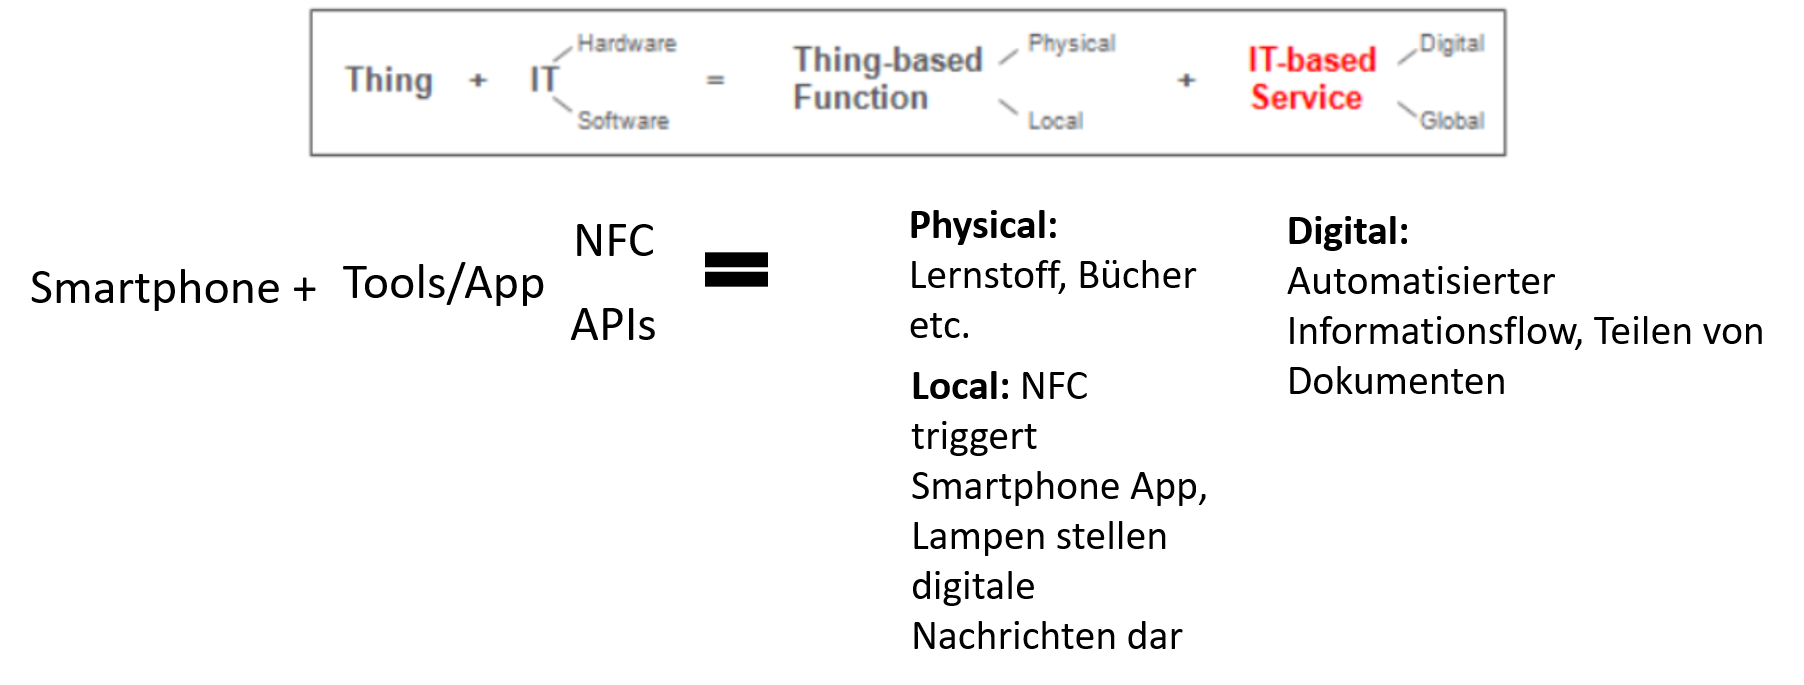 Hardware
Thing + IT
Software
=
Thing-based
Function
Physical
Local
+
IT-based
Service
Digital
Global
Smartphone + Tools/App
NFC
APIs
=
Physical:
Lernstoff, Bücher
etc.
Local: NFC
triggert
Smartphone App,
Lampen stellen
digitale
Nachrichten dar
Digital:
Automatisierter
Informationsflow, Teilen von
Dokumenten